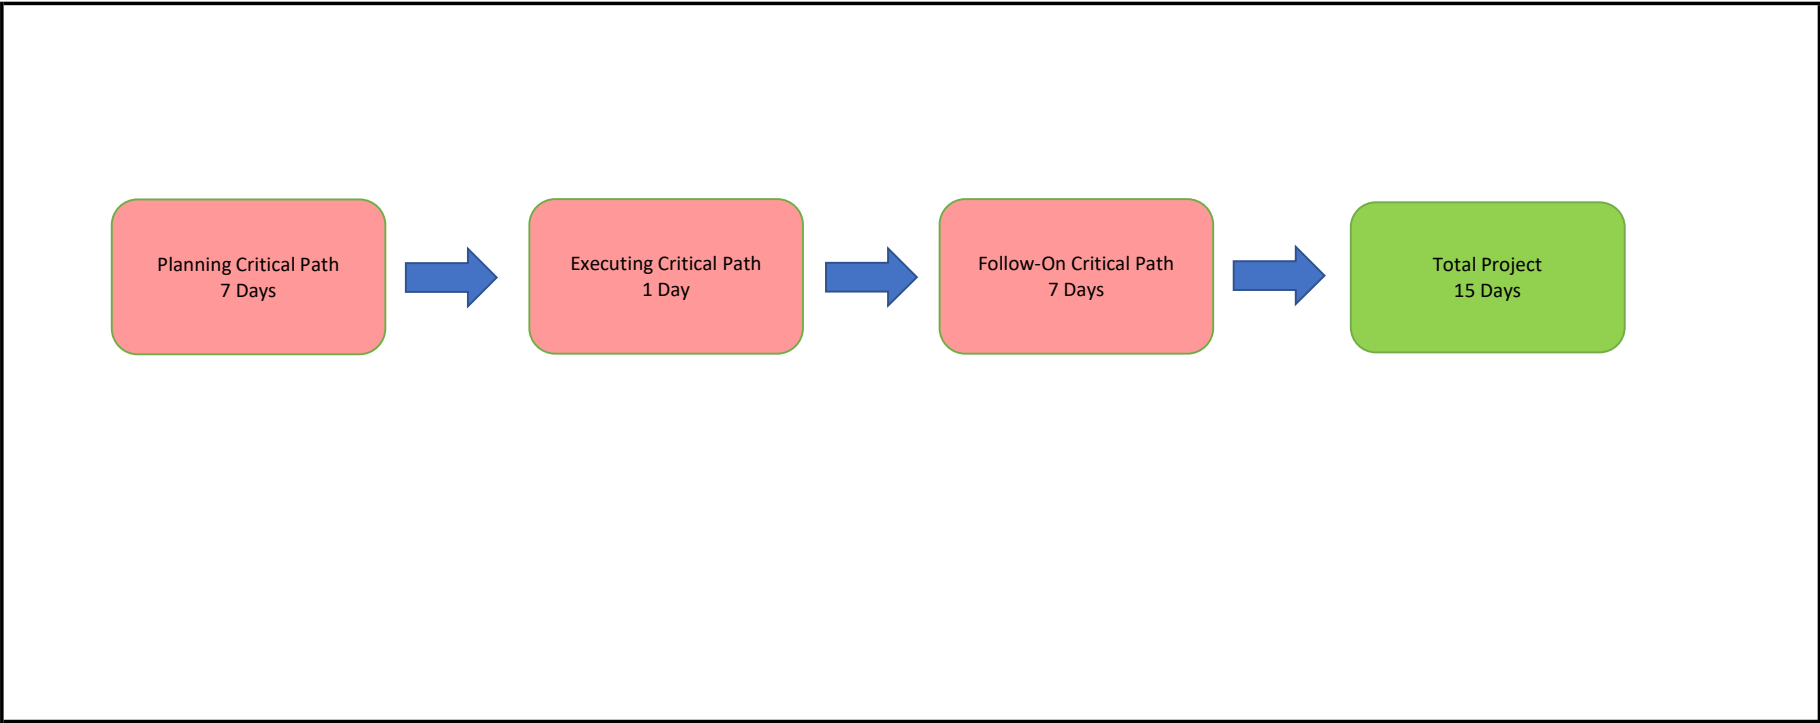 Planning Critical Path
7 Days
Executing Critical Path
1 Day
Follow-On Critical Path
7 Days
Total Project
15 Days